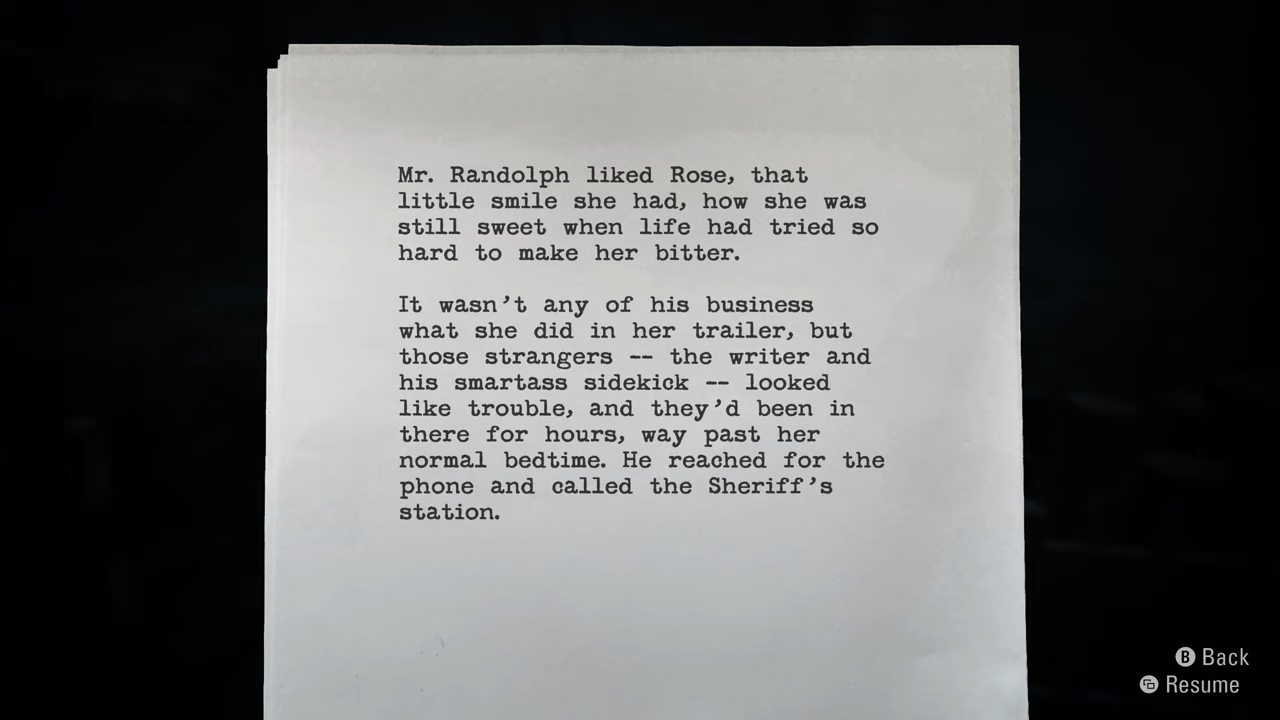 Mr. Randolph liked Rose, that
little smile she had, how she was
still sweet when life had tried so
hard to make her bitter.
It wasn't any of his business
what she did in her trailer, but
those strangers -- the writer and
his smartass sidekick -- looked
like trouble, and they'd been in
there for hours, way past her
normal bedtime. He reached for the
phone and called the Sheriff's
station.
B Back
Resume